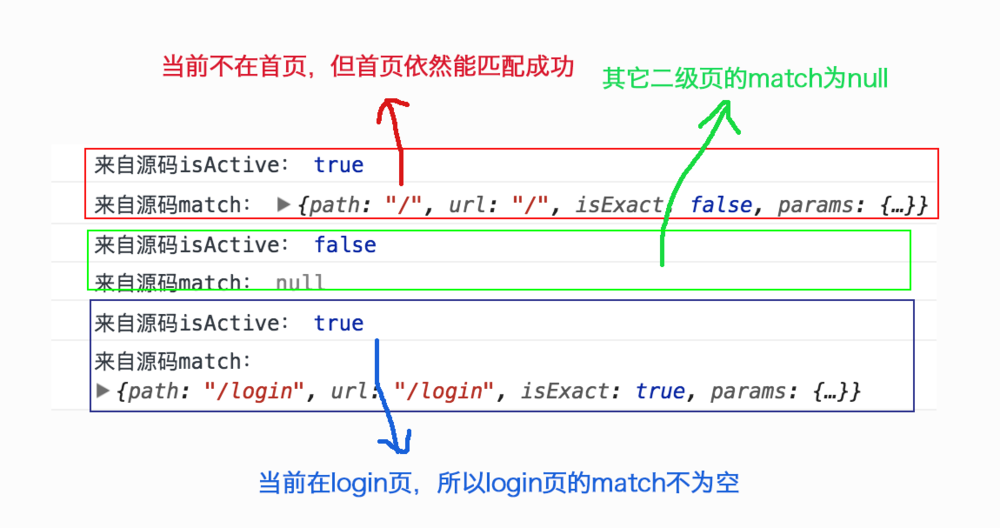 当前不在首页，但首页依然能匹配成功
其它二级页的match为null
来自源码isActive： true
来自源码match： ▶{path: "/", url: "/", isExact: false, params: {…}}
来自源码isActive： false
来自源码match： null
来自源码isActive： true
来自源码match：
▶{path: "/login", url: "/login", isExact: true, params: {…}}
当前在login页，所以login页的match不为空